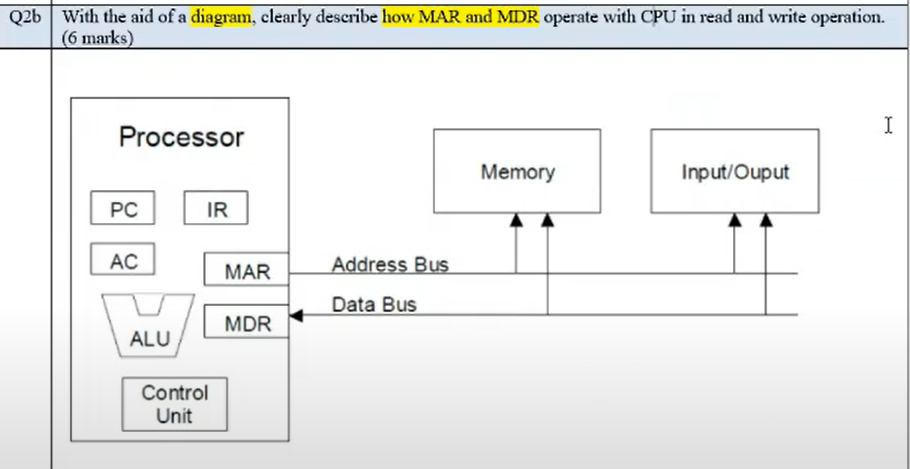 Q2b With the aid of a diagram, clearly describe how MAR and MDR operate with CPU in read and write operation.
(6 marks)
Processor
Memory
Input/Ouput
PC
IR
AC
MAR
Address Bus
MDR
Data Bus
ALU
Control
Unit